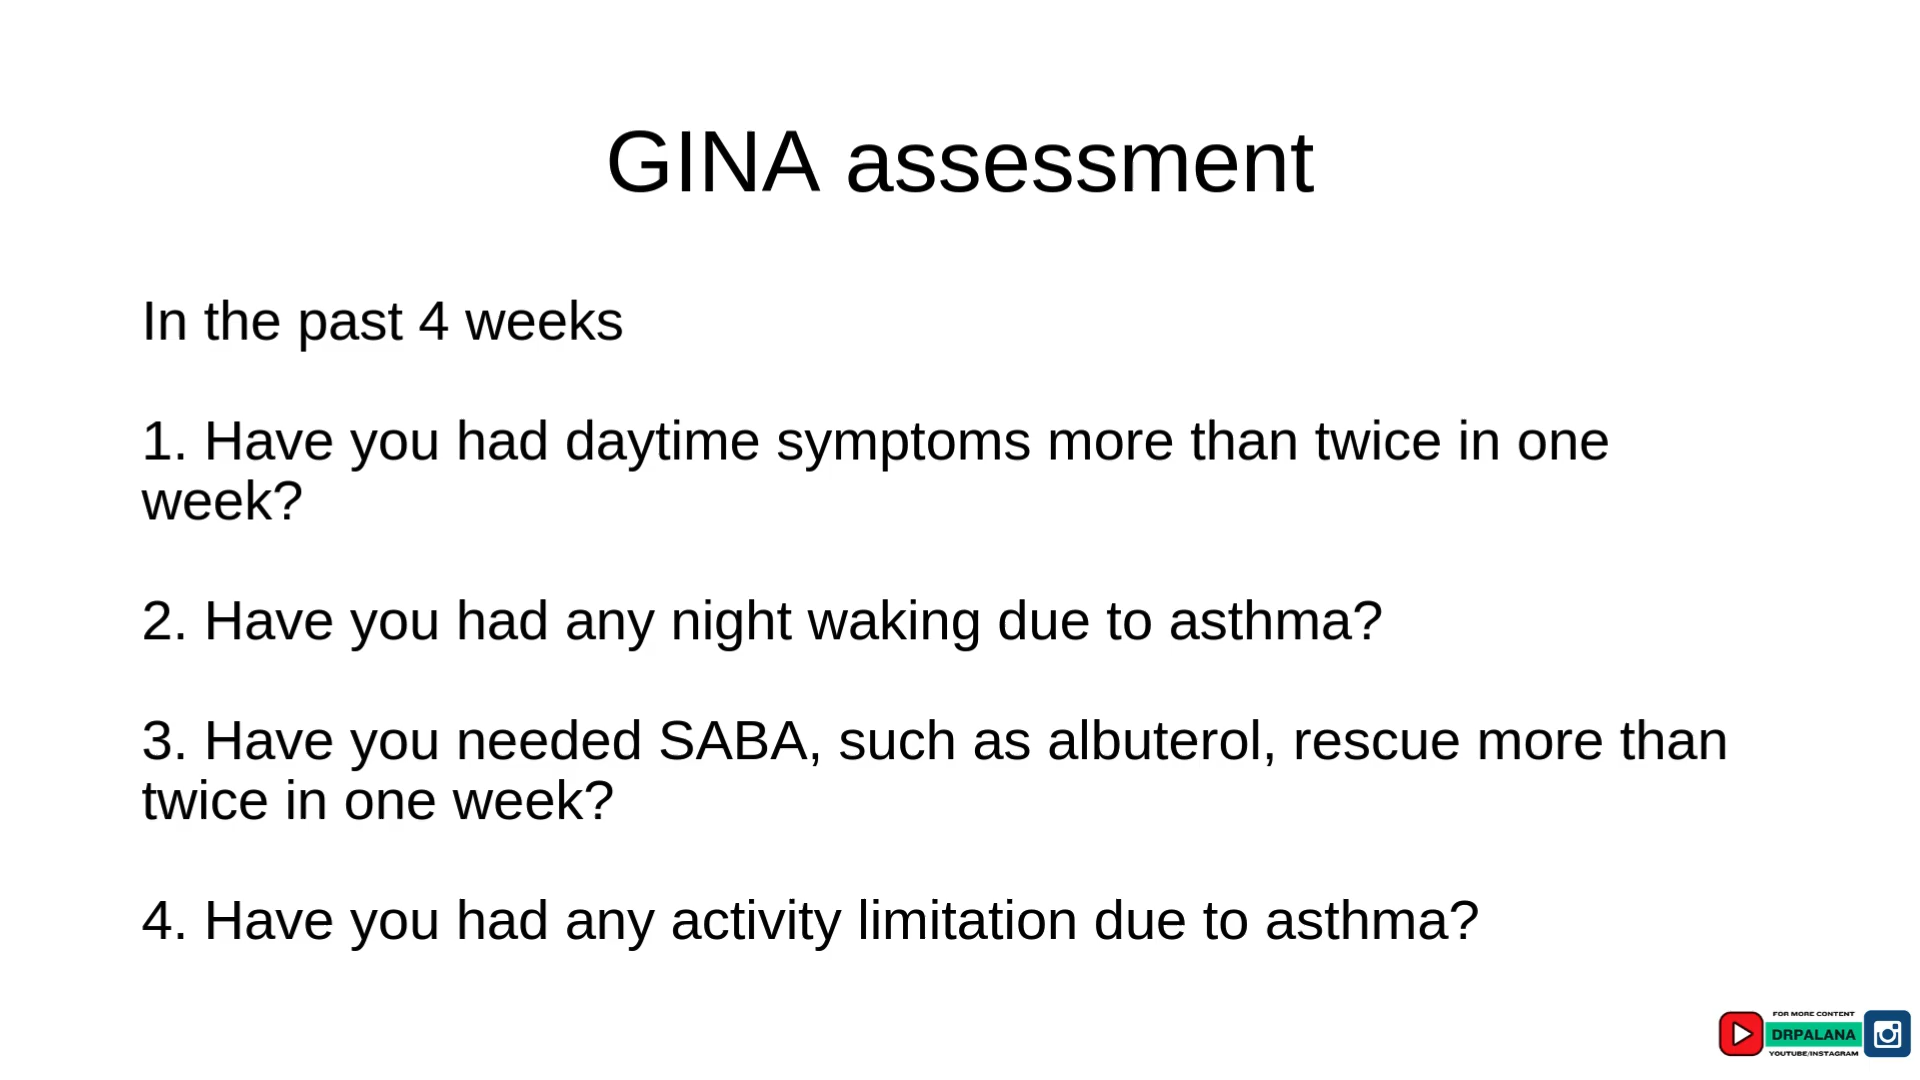 GINA assessment
In the past 4 weeks
1. Have you had daytime symptoms more than twice in one
week?
2. Have you had any night waking due to asthma?
3. Have you needed SABA, such as albuterol, rescue more than
twice in one week?
4. Have you had any activity limitation due to asthma?
FOR MORE CONTENT
DRPALANA
YOUTUBE/INSTAGRAM